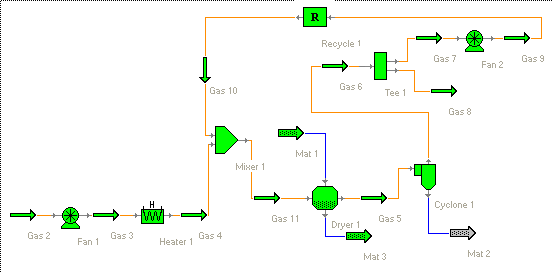 R
Recycle 1
Gas 7
Fan 2
Gas 9
Gas 10
Gas 6
Tee 1
Gas 8
Mat 1
Mixer 1
H
Gas 2
Fan 1
Gas 3
Heater 1
Gas 4
Gas 11
Dryer 1
Gas 5
Cyclone 1
Mat 3
Mat 2